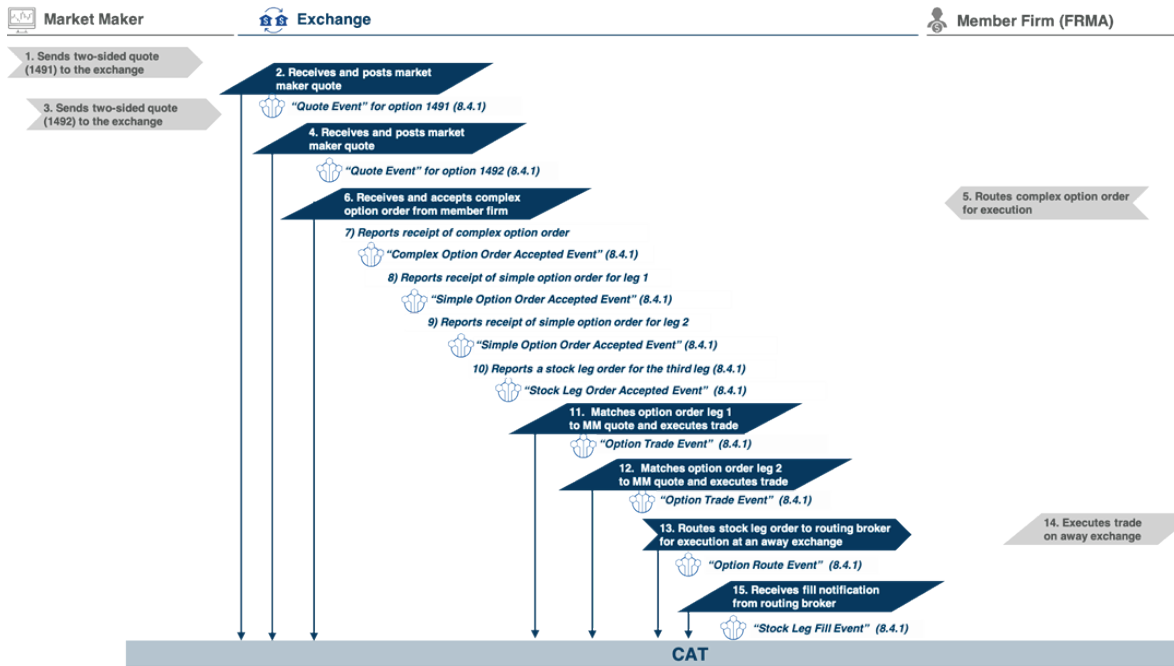 Market Maker
Exchange
Member Firm (FRMA)
1. Sends two-sided quote
(1491) to the exchange
2. Receives and posts market
maker quote
"Quote Event" for option 1491 (8.4.1)
3. Sends two-sided quote
(1492) to the exchange
4. Receives and posts market
maker quote
"Quote Event" for option 1492 (8.4.1)
5. Routes complex option order
for execution
6. Receives and accepts complex
option order from member firm
7) Reports receipt of complex option order
"Complex Option Order Accepted Event" (8.4.1)
8) Reports receipt of simple option order for leg 1
"Simple Option Order Accepted Event" (8.4.1)
9) Reports receipt of simple option order for leg 2
"Simple Option Order Accepted Event" (8.4.1)
10) Reports a stock leg order for the third leg (8.4.1)
"Stock Leg Order Accepted Event" (8.4.1)
11. Matches option order leg 1
to MM quote and executes trade
"Option Trade Event" (8.4.1)
12. Matches option order leg 2
to MM quote and executes trade
"Option Trade Event" (8.4.1)
13. Routes stock leg order to routing broker
for execution at an away exchange
"Option Route Event" (8.4.1)
14. Executes trade
on away exchange
15. Receives fill notification
from routing broker
"Stock Leg Fill Event" (8.4.1)
CAT